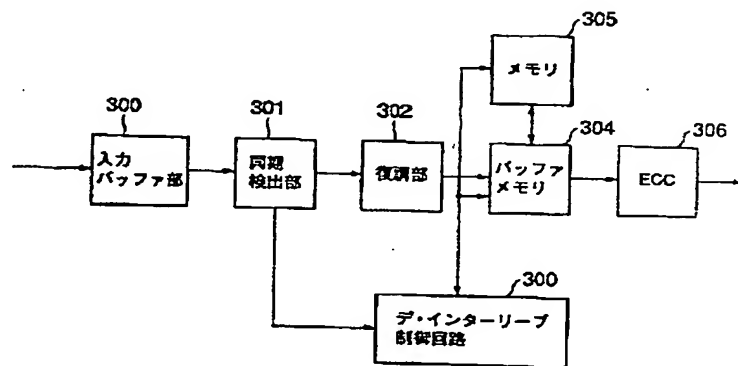 305
メモリ
300
301
302
304
306
入力
バッファ部
同期
検出部
復調部
バッファ
メモリ
ECC
300
デ・インターリーブ
制御回路